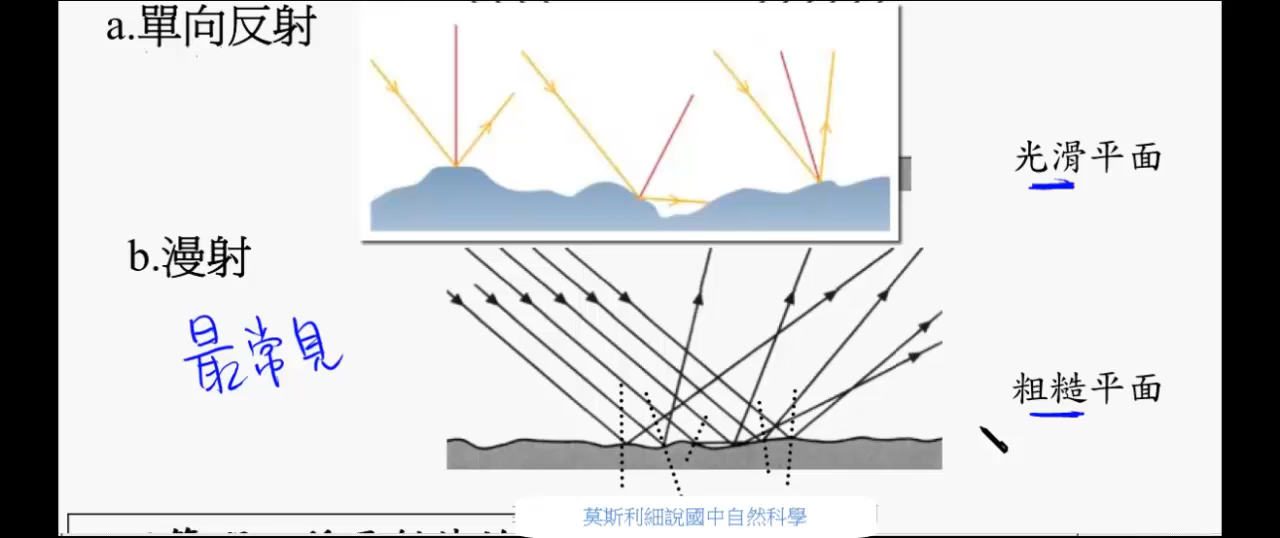 a.單向反射
光滑平面
b.漫射
最常見
粗糙平面
莫斯利細說國中自然科學